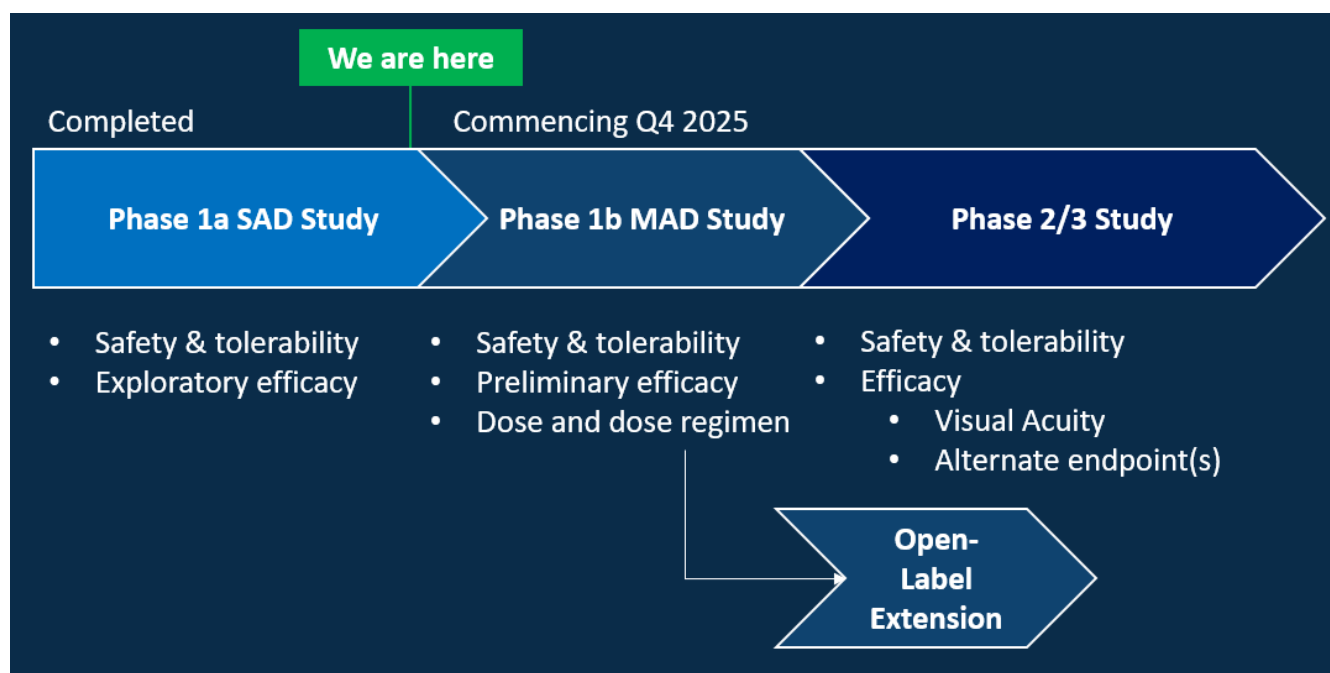 We are here
Completed
Commencing Q4 2025
Phase 1a SAD Study
Phase 1b MAD Study
Phase 2/3 Study
• Safety & tolerability
• Exploratory efficacy
• Safety & tolerability
• Preliminary efficacy
• Dose and dose regimen
• Safety & tolerability
• Efficacy
• Visual Acuity
• Alternate endpoint(s)
Open-
Label
Extension